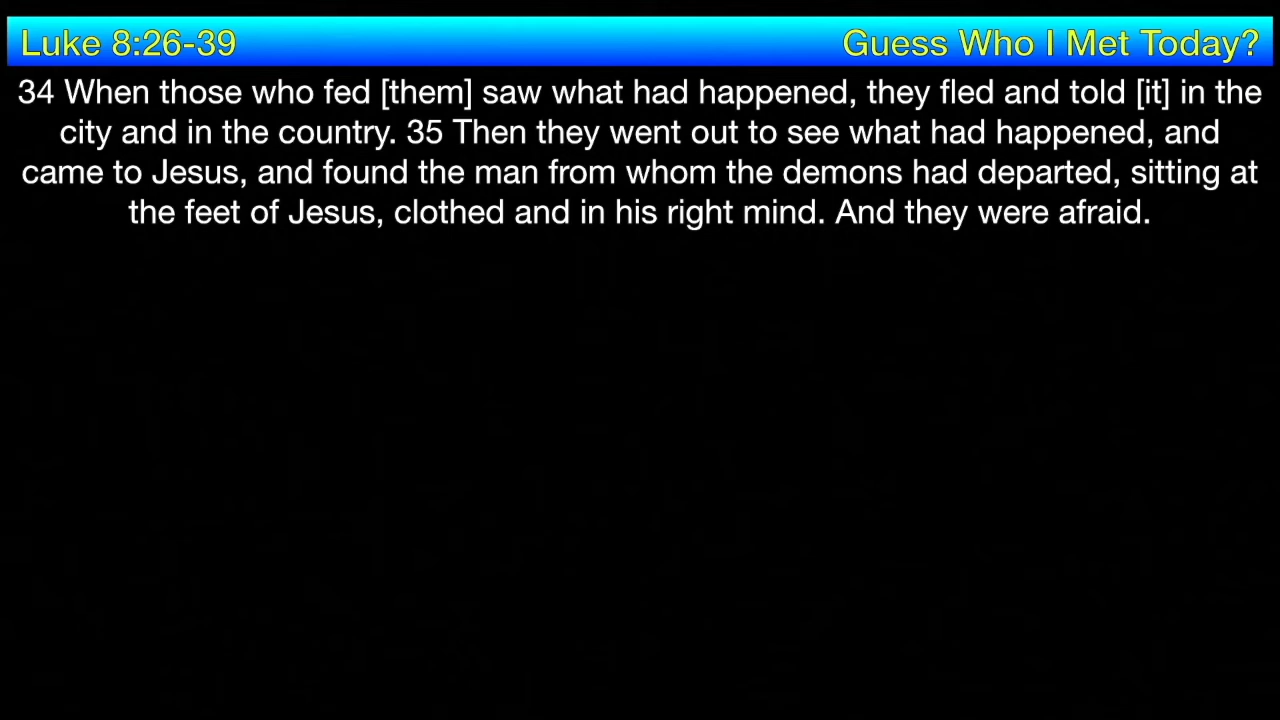 Luke 8:26-39 Guess Who I Met Today?
34 When those who fed [them] saw what had happened, they fled and told [it] in the
city and in the country. 35 Then they went out to see what had happened, and
came to Jesus, and found the man from whom the demons had departed, sitting at
the feet of Jesus, clothed and in his right mind. And they were afraid.